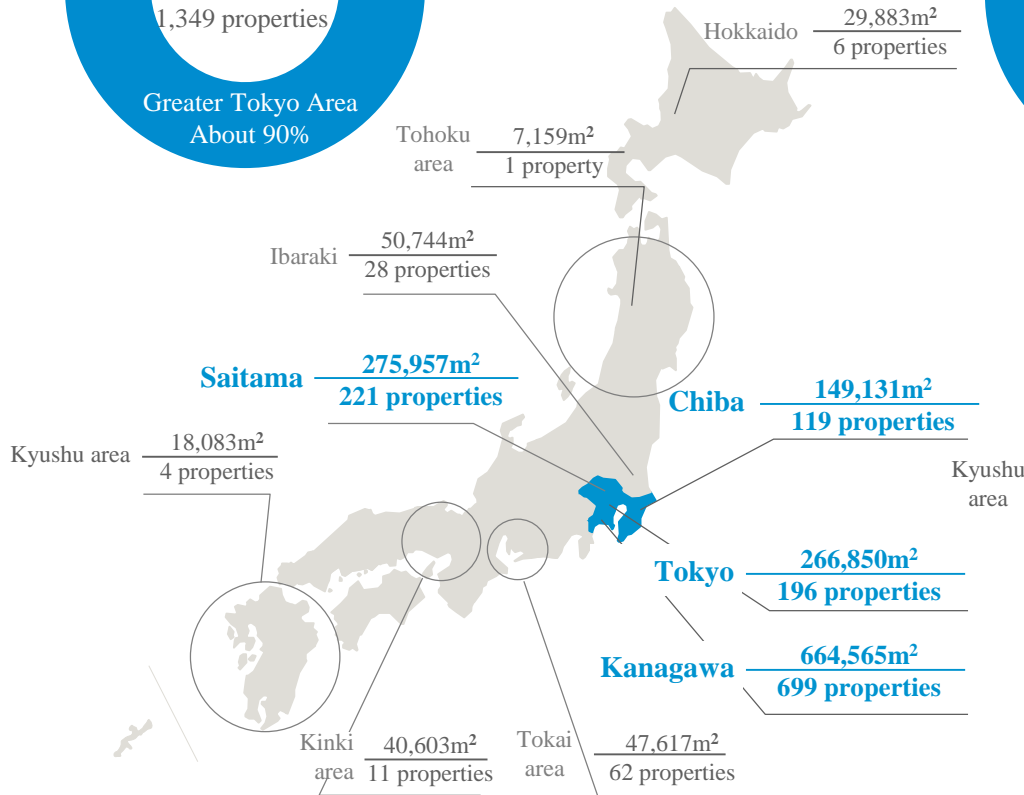 1,349 properties
Greater Tokyo Area
About 90%
Hokkaido
29,883m²
6 properties
Tohoku
area
7,159m²
1 property
Ibaraki
50,744m²
28 properties
Saitama
275,957m²
221 properties
Chiba
149,131m²
119 properties
Kyushu area
18,083m²
4 properties
Kyushu
area
Tokyo
266,850m²
196 properties
Kanagawa
664,565m²
699 properties
Kinki
area
40,603m²
11 properties
Tokai
area
47,617m²
62 properties